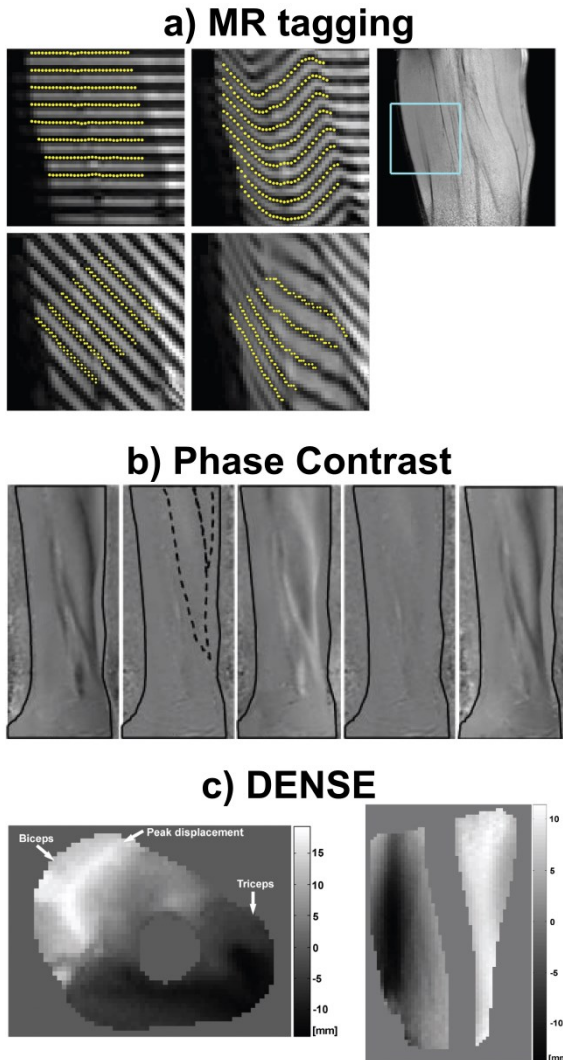 a) MR tagging
b) Phase Contrast
c) DENSE
Biceps
Peak displacement
Triceps
15
10
5
0
-5
-10
[mm]
10
5
0
-5
-10
[mm]